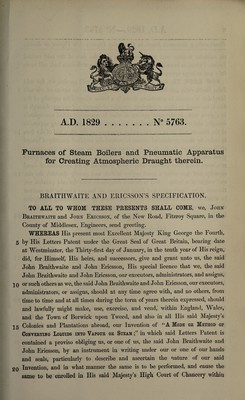 A.D. 1829 . . . . . . . Nº 5763.
Furnaces of Steam Boilers and Pneumatic Apparatus
for Creating Atmospheric Draught therein.
BRAITHWAITE AND ERICSSON'S SPECIFICATION.
TO ALL TO WHOM THESE PRESENTS SHALL COME, we, JOHN
BRAITHWAITE and JOHN ERICSSON, of the New Road, Fitzroy Square, in the
County of Middlesex, Engineers, send greeting.
WHEREAS His present most Excellent Majesty King George the Fourth,
5 by His Letters Patent under the Great Seal of Great Britain, bearing date
at Westminster, the Thirty-first day of January, in the tenth year of His reign,
did, for Himself, His heirs, and successors, give and grant unto us, the said
John Braithwaite and John Ericsson, His special licence that we, the said
John Braithwaite and John Ericsson, our executors, administrators, and assigns,
10 or such others as we, the said John Braithwaite and John Ericsson, our executors,
administrators, or assigns, should at any time agree with, and no others, from
time to time and at all times during the term of years therein expressed, should
and lawfully might make, use, exercise, and vend, within England, Wales,
and the Town of Berwick upon Tweed, and also in all His said Majesty's
15 Colonies and Plantations abroad, our Invention of "A MODE OR METHOD OF
CONVERTING LIQUIDS INTO VAPOUR OR STEAM;" in which said Letters Patent is
contained a proviso obliging us, or one of us, the said John Braithwaite and
John Ericsson, by an instrument in writing under our or one of our hands
and seals, particularly to describe and ascertain the nature of our said
20 Invention, and in what manner the same is to be performed, and cause the
same to be enrolled in His said Majesty's High Court of Chancery within